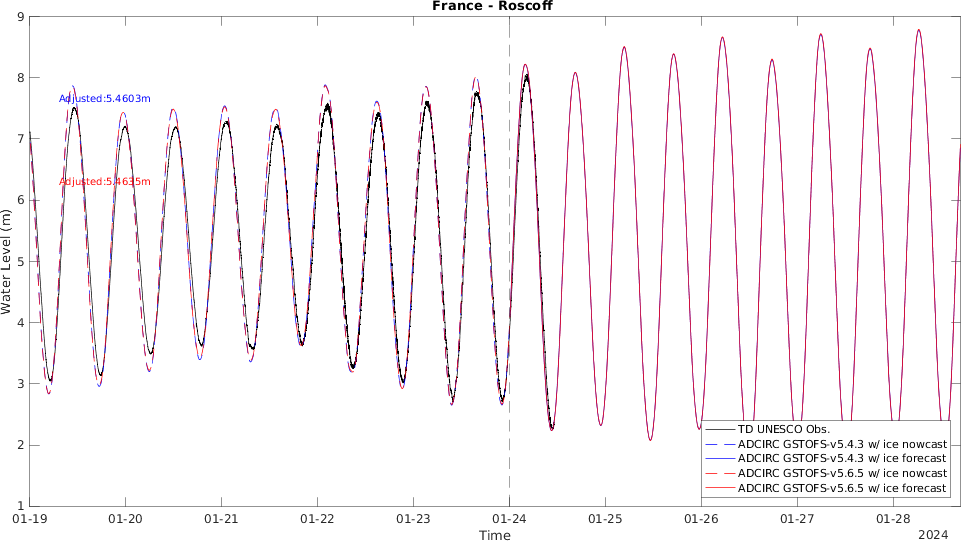 France - Roscoff
9
8
7
6
5
4
3
2
1
Water Level (m)
Adjusted:5.4603m
Adjusted:5.4635m
TD UNESCO Obs.
ADCIRC GSTOFS-v5.4.3 w/ ice nowcast
ADCIRC GSTOFS-v5.4.3 w/ ice forecast
ADCIRC GSTOFS-v5.6.5 w/ ice nowcast
ADCIRC GSTOFS-v5.6.5 w/ ice forecast
01-19 01-20 01-21 01-22 01-23 01-24 01-25 01-26 01-27 01-28
Time
2024